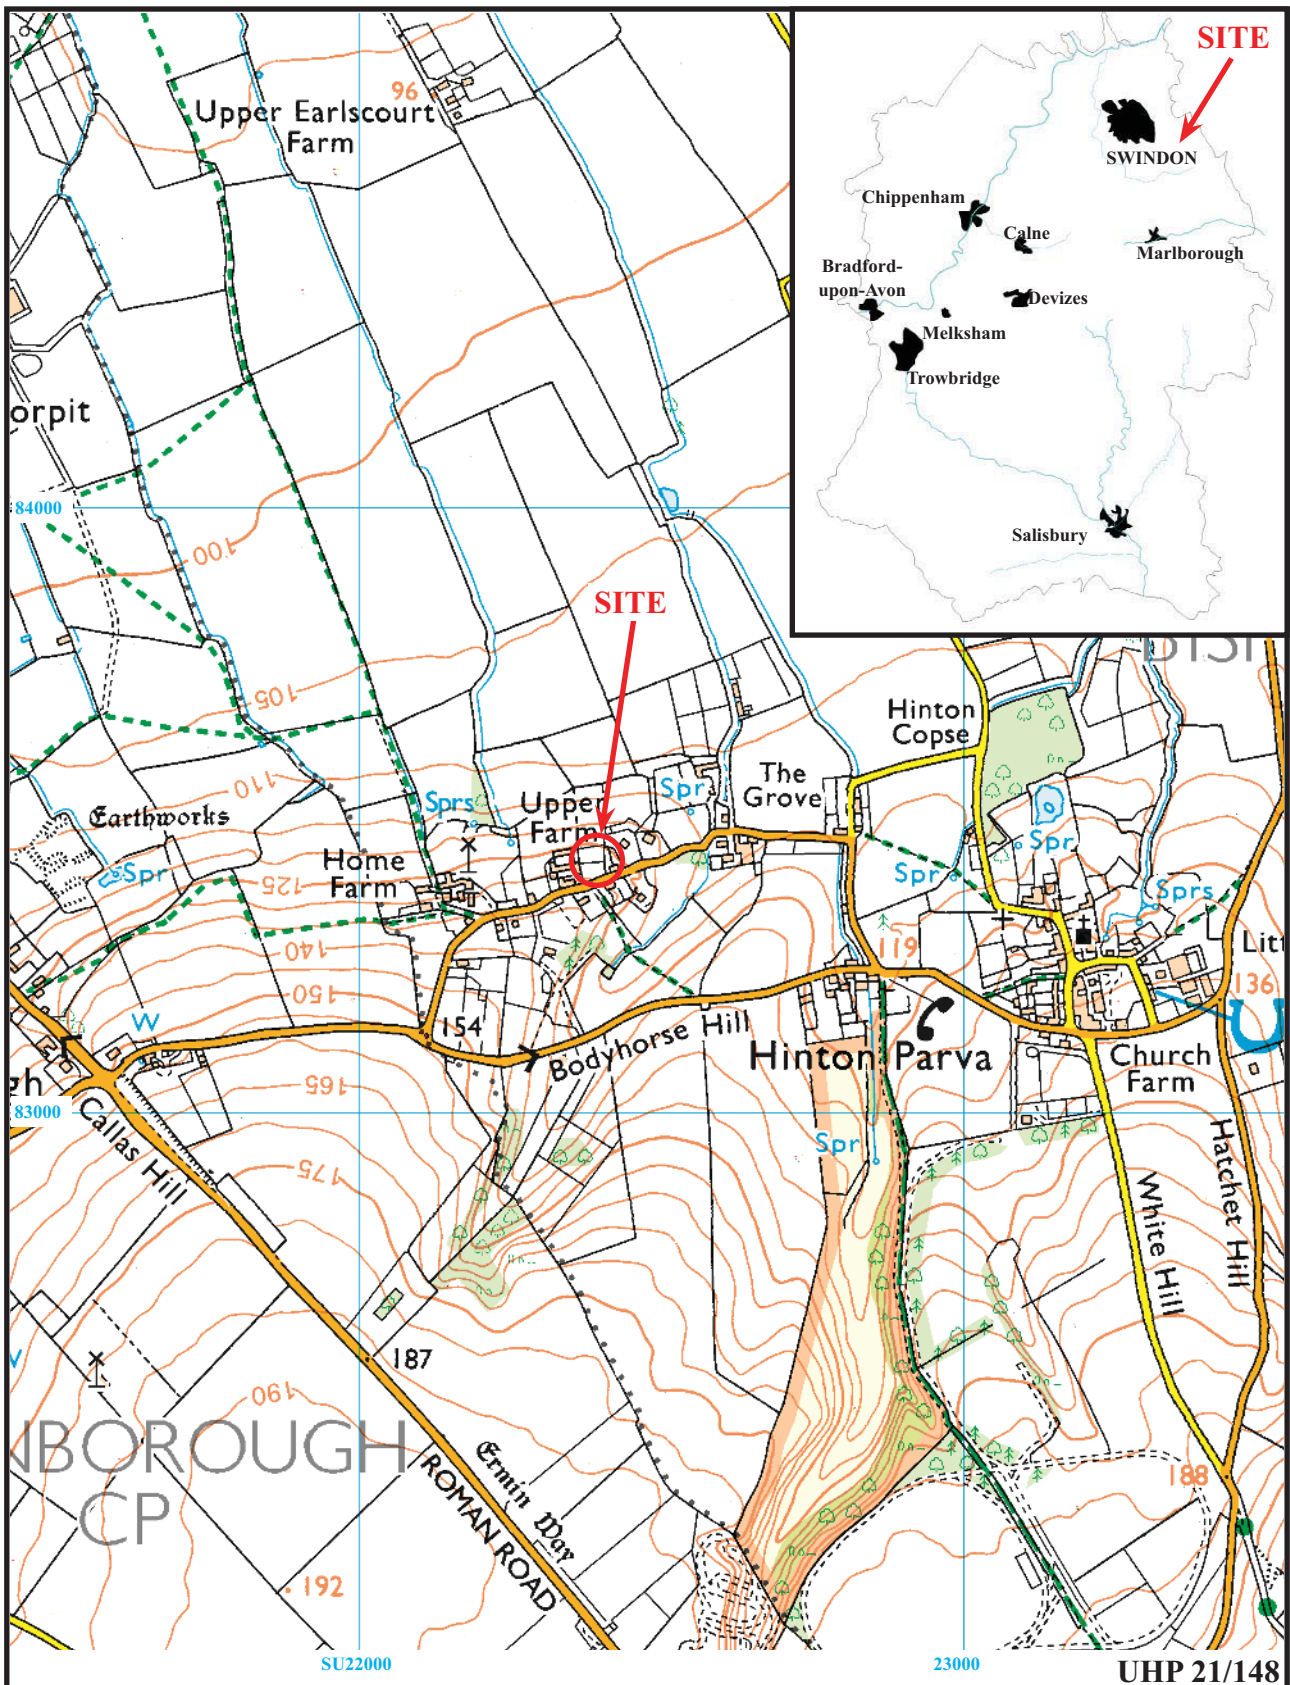 SITE
SWINDON
Chippenham
Calne
Marlborough
Bradford-
upon-Avon
Devizes
Melksham
Trowbridge
Salisbury
96
Upper Earlscourt
Farm
orpit
84000
100
SITE
105
110
Hinton
Copse
The
Grove
Spr
Sprs
Upper
Farm
Earthworks
Spr
Home
Farm
125
140
150
Spr
Spr
Sprs
119
Litt
136
W
154
Bodyhorse Hill
Hinton Parva
Church
Farm
gh
165
83000
Callas Hill
175
Spr
White Hill
Hatchet Hill
187
190
NBOROUGH
CP
Ermin Way
ROMAN ROAD
188
192
SU22000
23000
UHP 21/148